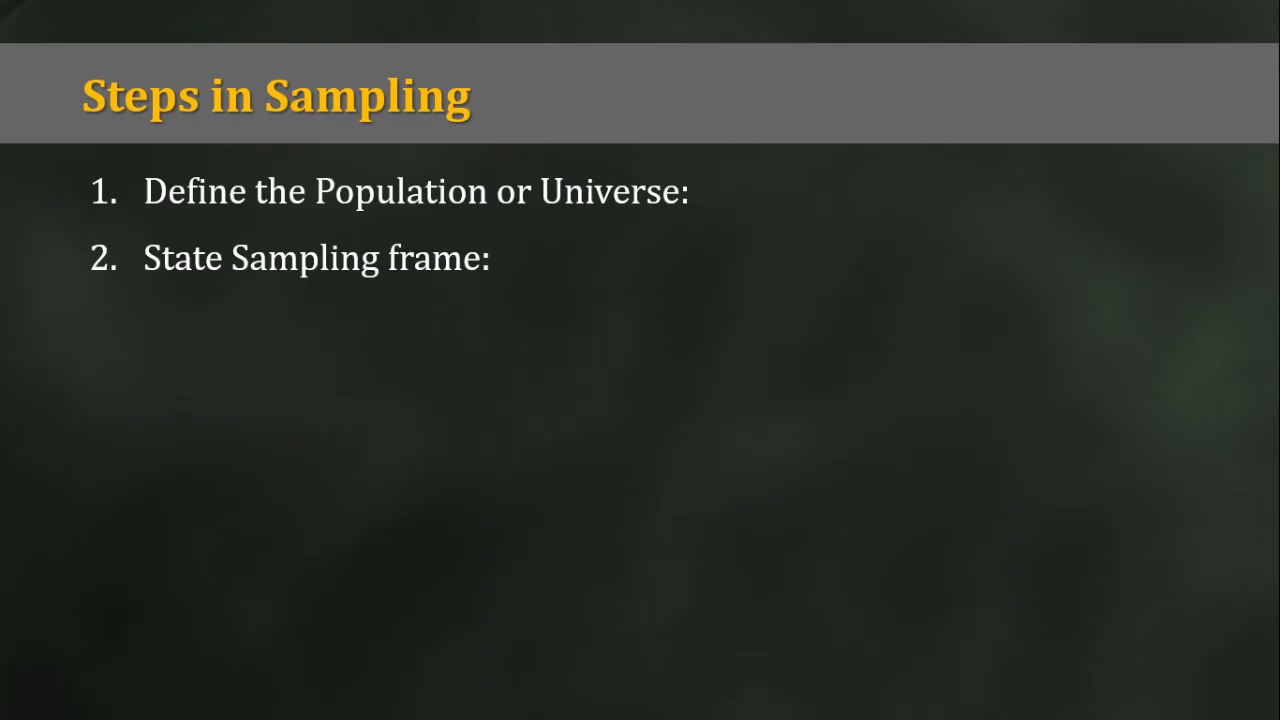 Steps in Sampling
1. Define the Population or Universe:
2. State Sampling frame: